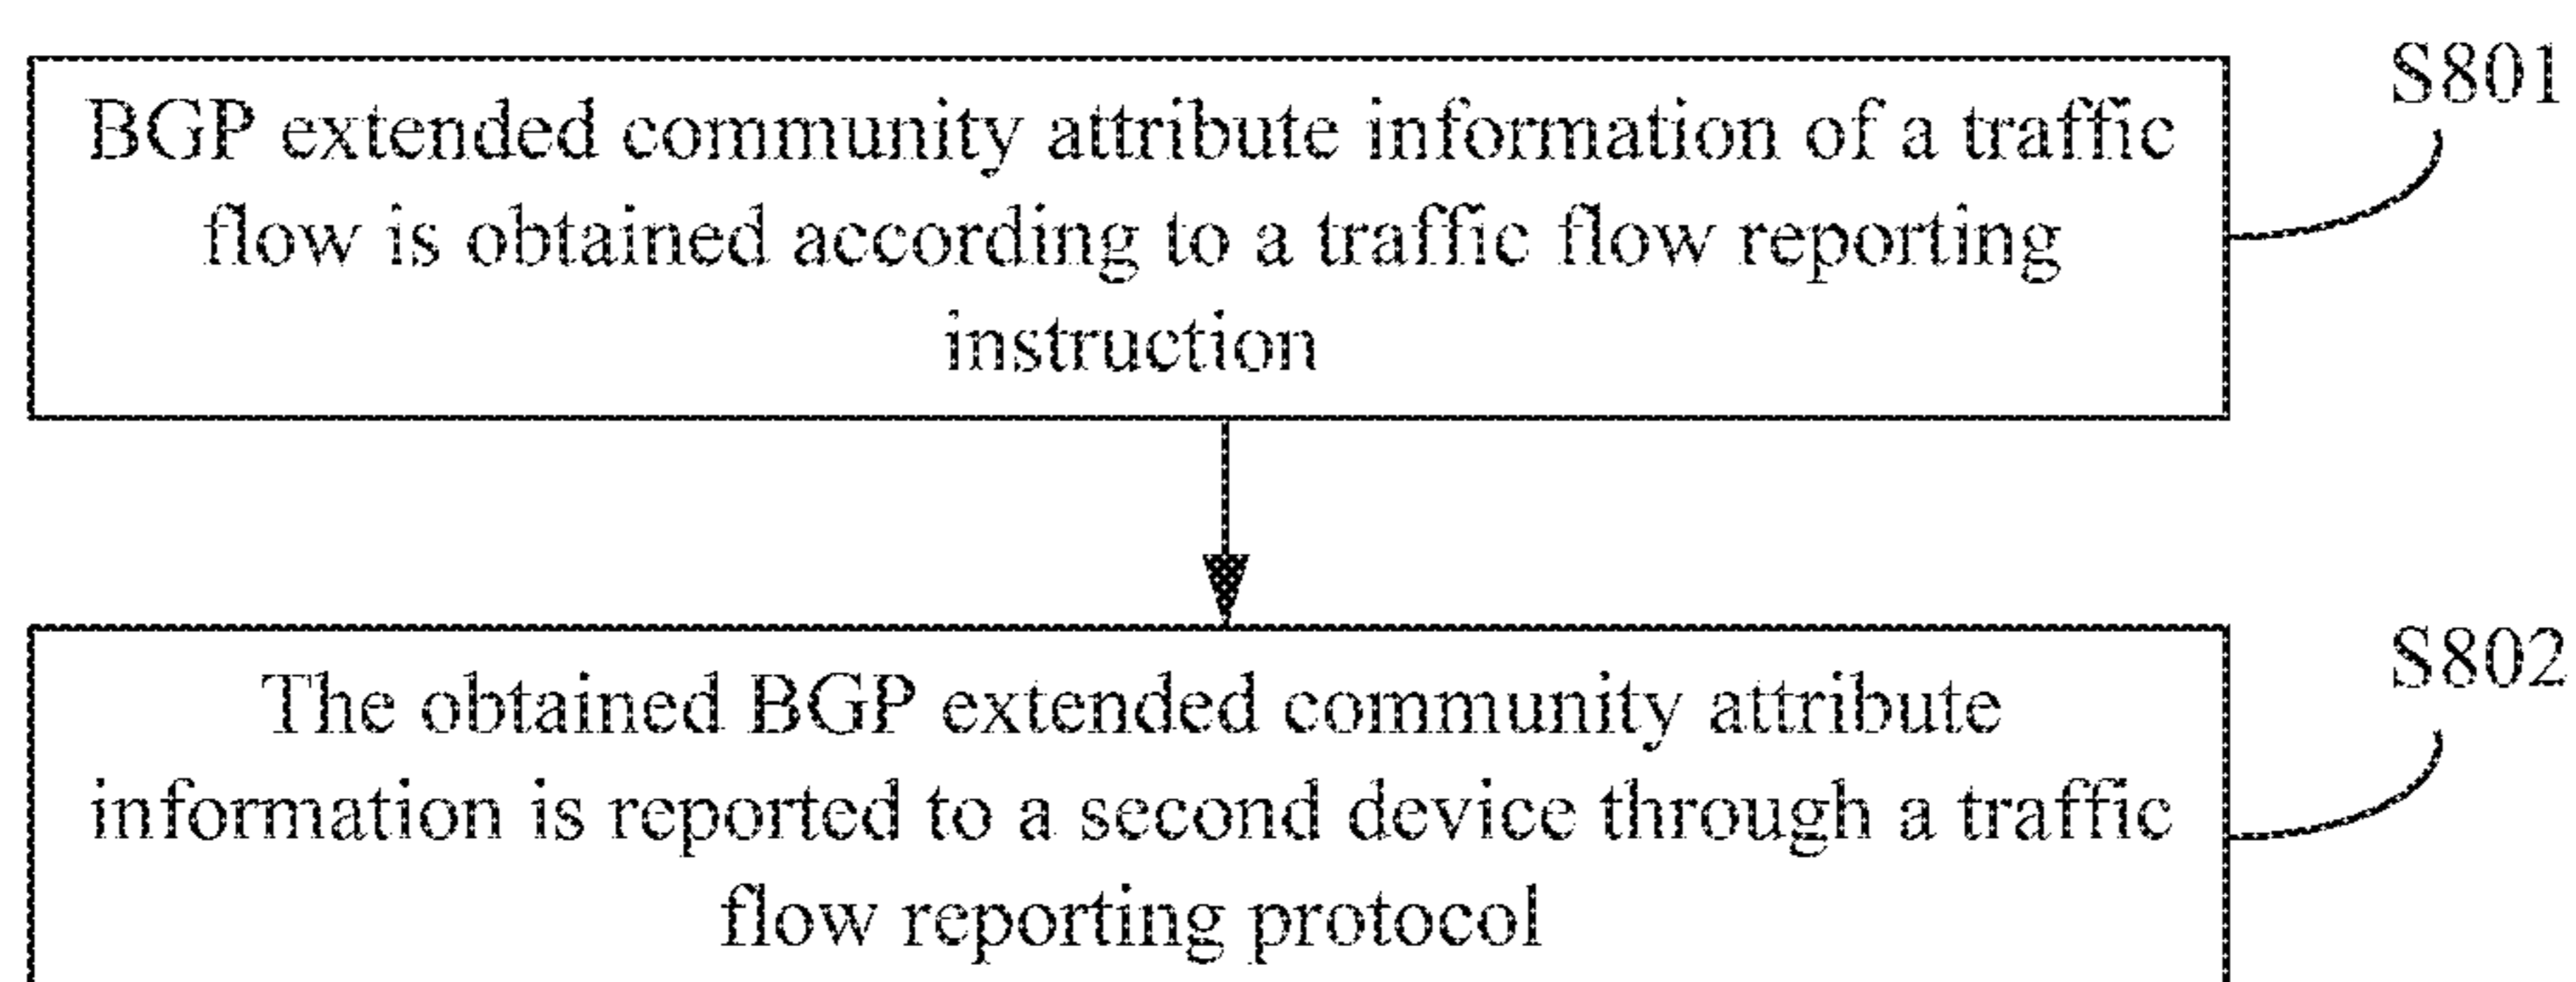 BGP extended community attribute information of a traffic
flow is obtained according to a traffic flow reporting
instruction
S801
The obtained BGP extended community attribute
information is reported to a second device through a traffic
flow reporting protocol
S802